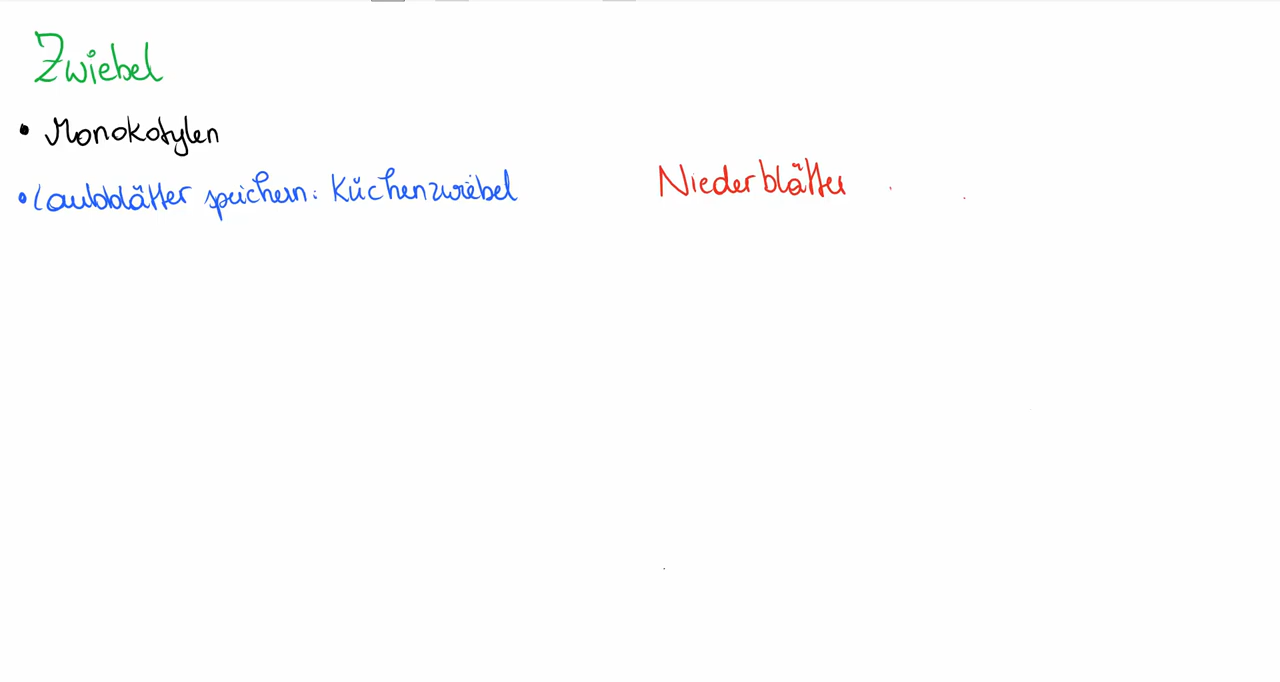 Zwiebel
• Monokotylen
• Laubblätter speichern: Küchenzwiebel
Niederblätter